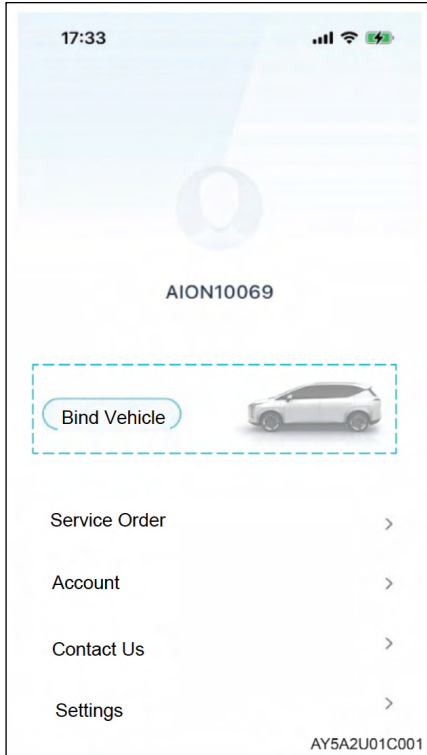 17:33
AION10069
Bind Vehicle
Service Order
Account
Contact Us
Settings
AY5A2U01C001